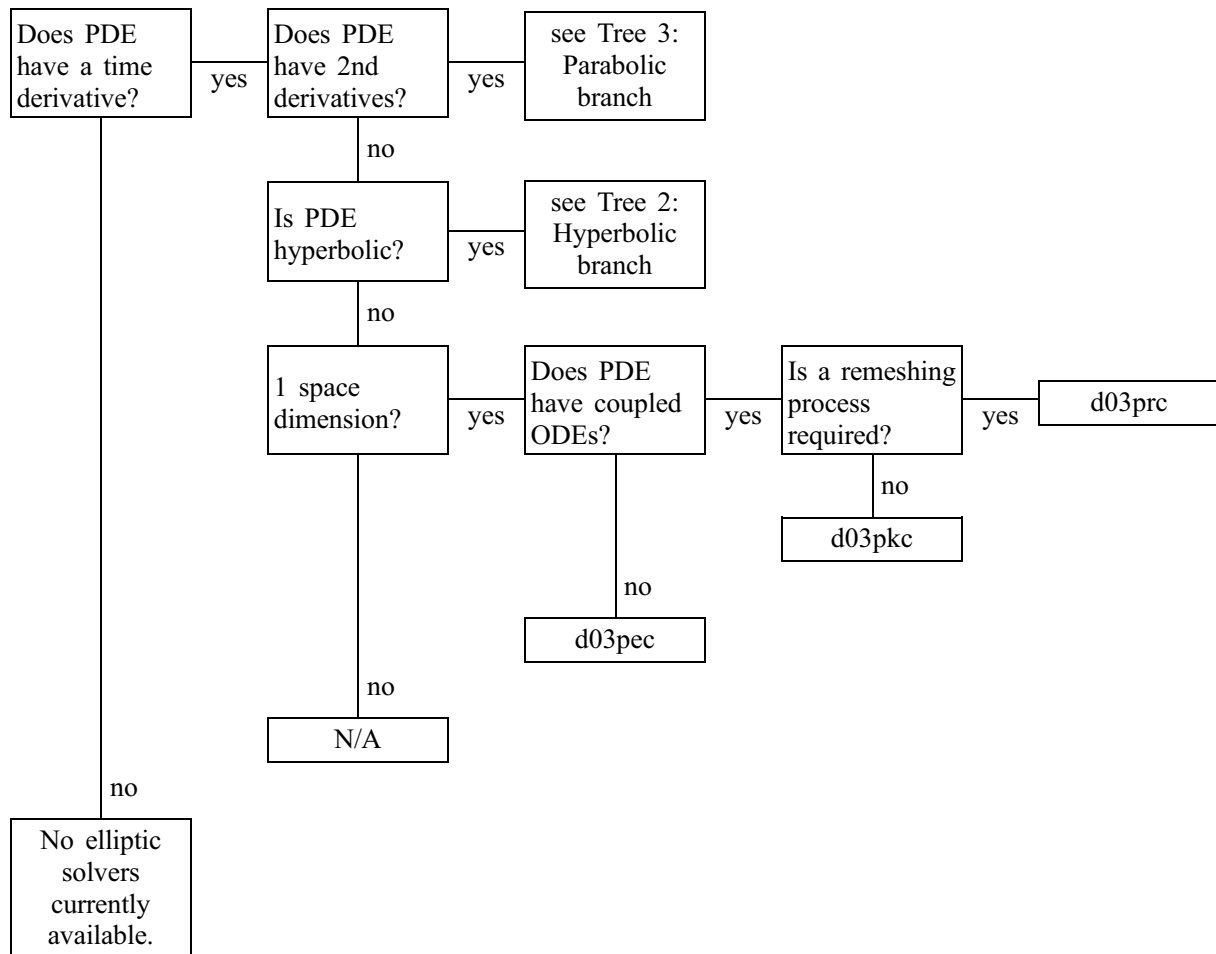 Does PDE
have a time
derivative?
yes
Does PDE
have 2nd
derivatives?
yes
see Tree 3:
Parabolic
branch
no
Is PDE
hyperbolic?
yes
see Tree 2:
Hyperbolic
branch
no
1 space
dimension?
yes
Does PDE
have coupled
ODEs?
yes
Is a remeshing
process
required?
yes
d03prc
no
d03pkc
no
d03pec
no
N/A
no
No elliptic
solvers
currently
available.